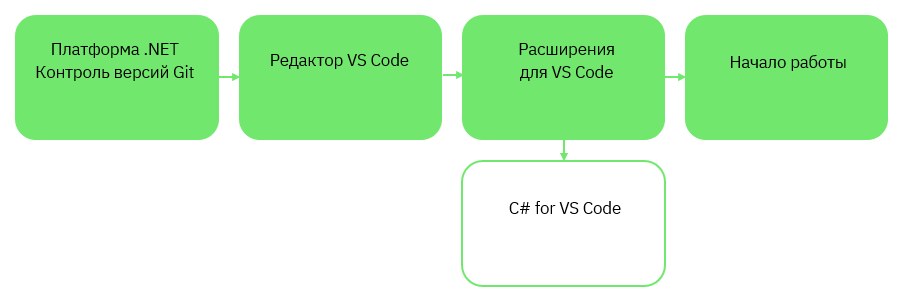 Платформа .NET
Контроль версий Git
Редактор VS Code
Расширения
для VS Code
Начало работы
C# for VS Code